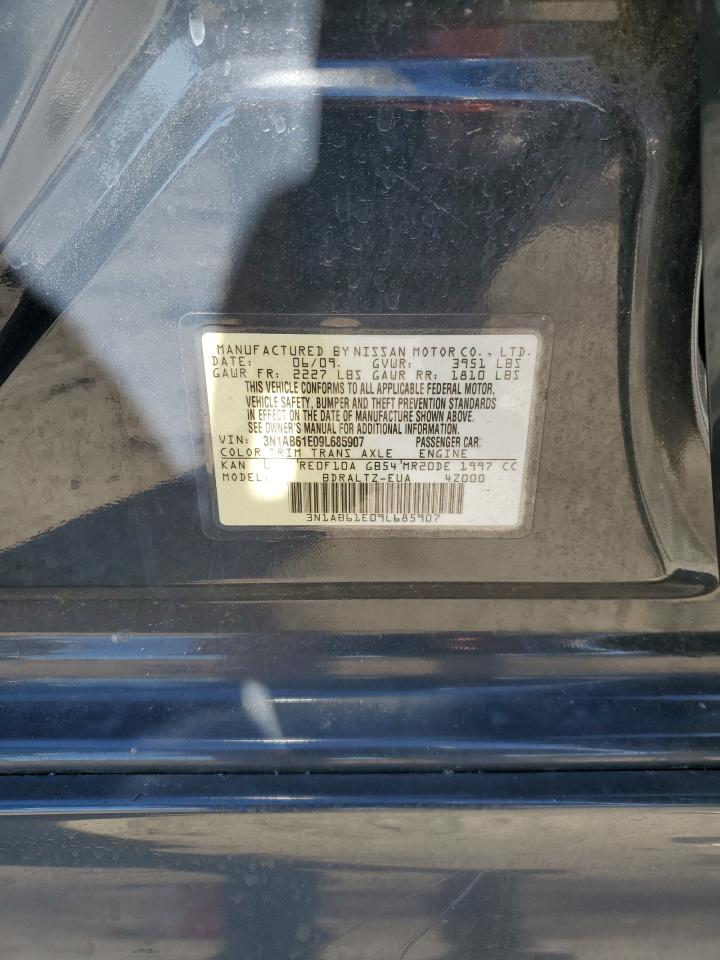 MANUFACTURED BY NISSAN MOTOR CO., LTD.
DATE: 06/09. GVWR: 3951 LBS
GAWR FR: 2227 LBS GAWR RR: 1810 LBS
THIS VEHICLE CONFORMS TO ALL APPLICABLE FEDERAL MOTOR,
VEHICLE SAFETY, BUMPER AND THEFT PREVENTION STANDARDS
IN EFFECT ON THE DATE OF MANUFACTURE SHOWN ABOVE.
SEE OWNER'S MANUAL FOR ADDITIONAL INFORMATION.
VIN: 3N1AB61E09L685907 PASSENGER CAR.
COLOR TRIM TRANS AXLE ENGINE
KAN L RE0F10A GB54 MR20DE 1997 CC
MODEL: BDRALTZ-EUA 4Z000
3N1AB61E09L685907